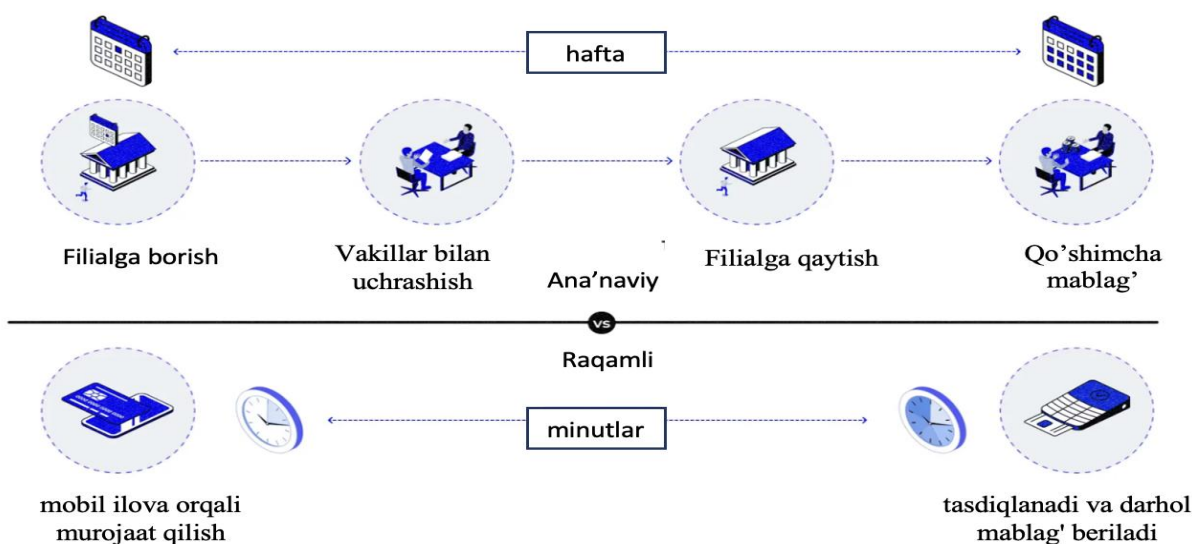 hafta
Filialga borish
Vakillar bilan
uchrashish
Filialga qaytish
Qo’shimcha
mablag’
Ana’naviy
vs
Raqamli
minutlar
mobil ilova orqali
murojaat qilish
tasdiqlanadi va darhol
mablag' beriladi